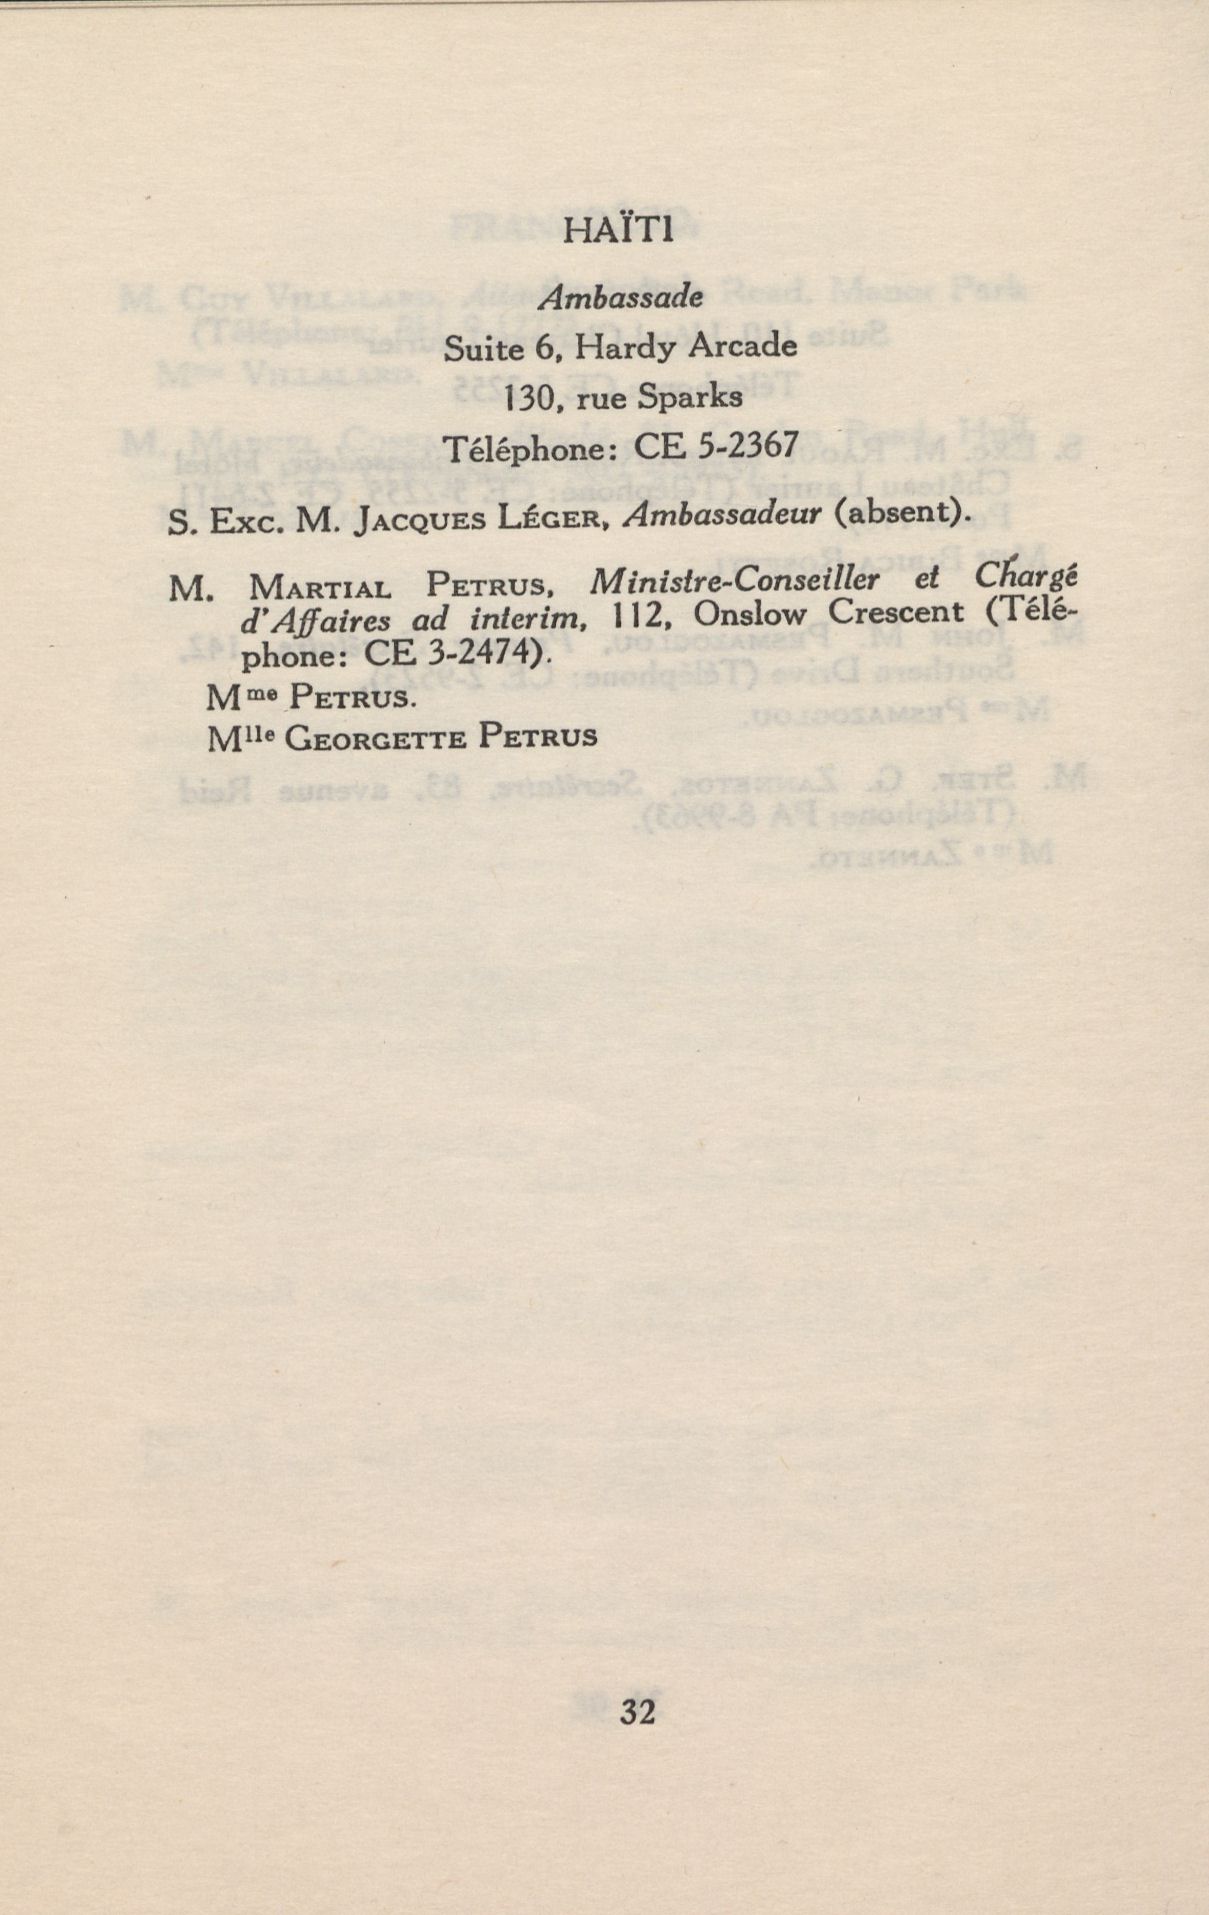 HAÏTI
Ambassade
Suite 6, Hardy Arcade
130, rue Sparks
Téléphone: CE 5-2367
S. Exc. M. Jacques Léger, Ambassadeur (absent).
M. Martial Petrus, Ministre-Conseiller et Chargé
d'Affaires ad interim, 112, Onslow Crescent (Télé-
phone: CE 3-2474).
Mme Petrus.
Mlle Georgette Petrus
32